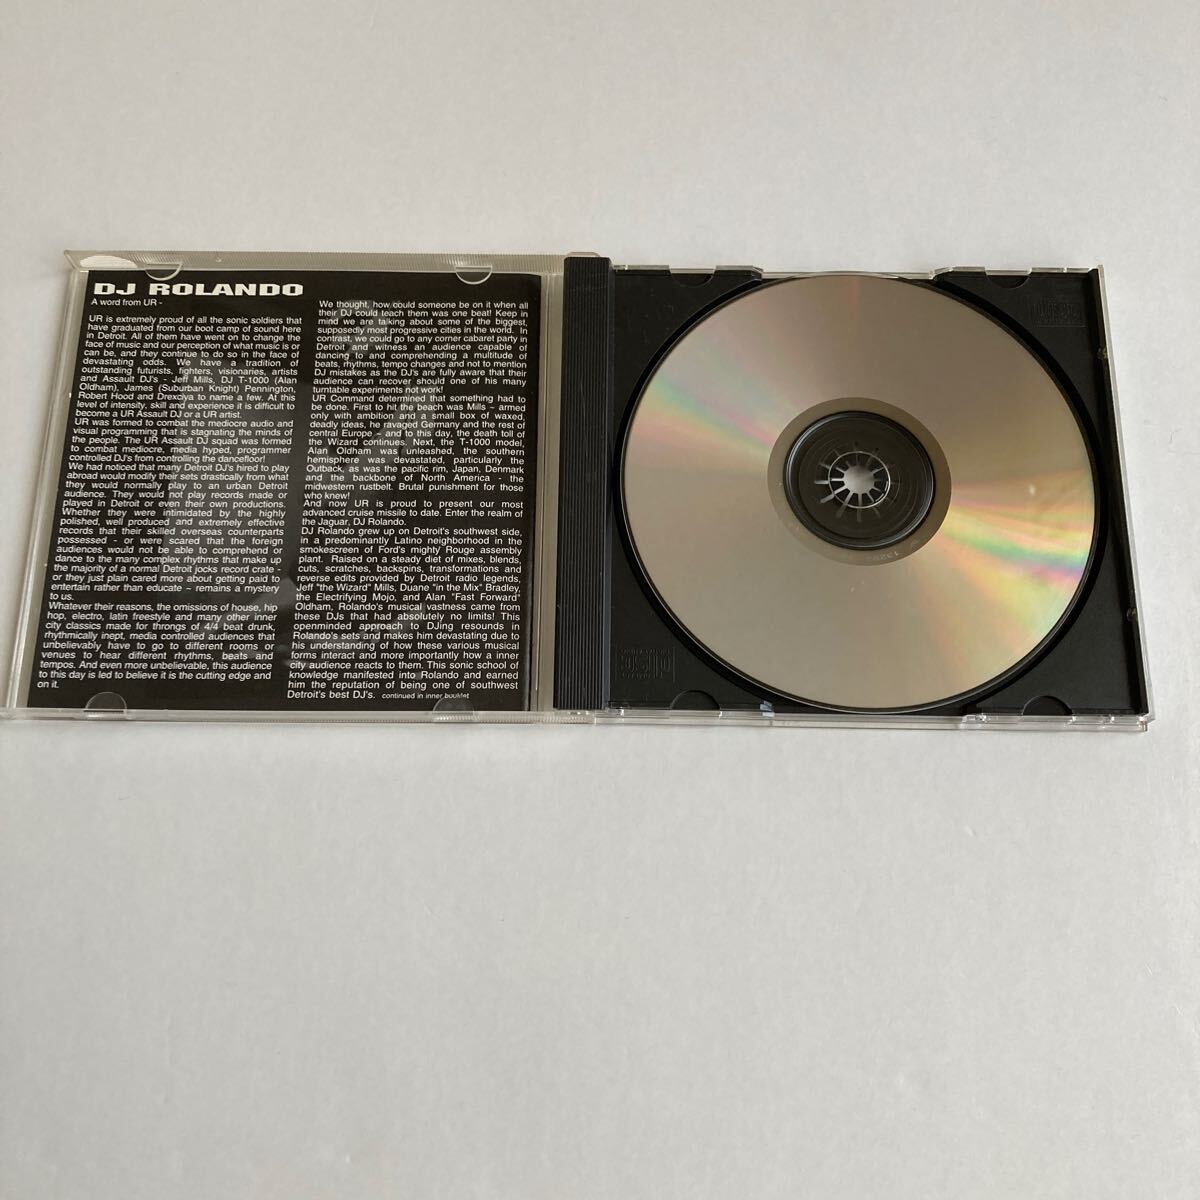 DJ ROLANDO
A word from UR -
UR is extremely proud of all the sonic soldiers that
have graduated from our boot camp of sound here
in Detroit. All of them have went on to change the
face of music and our perception of what music is or
can be, and they continue to do so in the face of
devastating odds. We have a tradition of
outstanding futurists, fighters, visionaries, artists
and Assault DJ's - Jeff Mills, DJ T-1000 (Alan
Oldham), James (Suburban Knight) Pennington,
Robert Hood and Drexciya to name a few. At this
level of intensity, skill and experience it is difficult to
become a UR Assault DJ or a UR artist.
UR was formed to combat the mediocre audio and
visual programming that is stagnating the minds of
the people. The UR Assault DJ squad was formed
to combat mediocre, media hyped, programmer
controlled DJ's from controlling the dancefloor!
We had noticed that many Detroit DJ's hired to play
abroad would modify their sets drastically from what
they would normally play to an urban Detroit
audience. They would not play records made or
played in Detroit or even their own productions.
Whether they were intimidated by the highly
polished, well produced and extremely effective
records that their skilled overseas counterparts
possessed - or were scared that the foreign
audiences would not be able to comprehend or
dance to the many complex rhythms that make up
the majority of a normal Detroit jocks record crate -
or they just plain cared more about getting paid to
entertain rather than educate ~ remains a mystery
to us.
Whatever their reasons, the omissions of house, hip
hop, electro, latin freestyle and many other inner
city classics made for throngs of 4/4 beat drunk,
rhythmically inept, media controlled audiences that
unbelievably have to go to different rooms or
venues to hear different rhythms, beats and
tempos. And even more unbelievable, this audience
to this day is led to believe it is the cutting edge and
on it.
We thought, how could someone be on it when all
their DJ could teach them was one beat! Keep in
mind we are talking about some of the biggest,
supposedly most progressive cities in the world. In
contrast, we could go to any corner cabaret party in
Detroit and witness an audience capable of
dancing to and comprehending a multitude of
beats, rhythms, tempo changes and not to mention
DJ mistakes as the DJ's are fully aware that their
audience can recover should one of his many
turntable experiments not work!
UR Command determined that something had to
be done. First to hit the beach was Mills ~ armed
only with ambition and a small box of waxed,
deadly ideas, he ravaged Germany and the rest of
central Europe ~ and to this day, the death toll of
the Wizard continues. Next, the T-1000 model,
Alan Oldham was unleashed, the southern
hemisphere was devastated, particularly the
Outback, as was the pacific rim, Japan, Denmark
and the backbone of North America - the
midwestern rustbelt. Brutal punishment for those
who knew!
And now UR is proud to present our most
advanced cruise missile to date. Enter the realm of
the Jaguar, DJ Rolando.
DJ Rolando grew up on Detroit's southwest side,
in a predominantly Latino neighborhood in the
smokescreen of Ford's mighty Rouge assembly
plant. Raised on a steady diet of mixes, blends,
cuts, scratches, backspins, transformations and
reverse edits provided by Detroit radio legends,
Jeff "the Wizard" Mills, Duane "in the Mix" Bradley,
the Electrifying Mojo, and Alan "Fast Forward"
Oldham, Rolando's musical vastness came from
these DJs that had absolutely no limits! This
openminded approach to DJing resounds in
Rolando's sets and makes him devastating due to
his understanding of how these various musical
forms interact and more importantly how a inner
city audience reacts to them. This sonic school of
knowledge manifested into Rolando and earned
him the reputation of being one of southwest
Detroit's best DJ's. continued in inner booklet